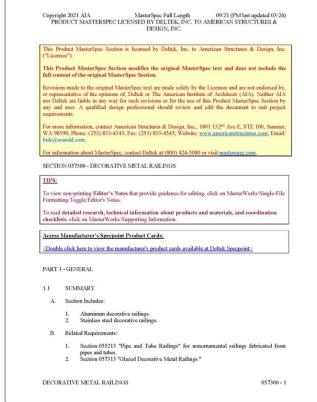 Copyright 2021 AIA MasterSpec Full Length 09/21 (PM last updated 03/24)
PRODUCT MASTERSPEC LICENSED BY DELTEK, INC. TO AMERICAN STRUCTURES &
DESIGN, INC.
This Product MasterSpec Section is licensed by Deltek, Inc. to American Structures & Design, Inc.
("Licensee").
This Product MasterSpec Section modifies the original MasterSpec text and does not include the
full content of the original MasterSpec Section.
Revisions made to the original MasterSpec text are made solely by the Licensee and are not endorsed by,
or representative of the opinions of, Deltek or The American Institute of Architects (AIA). Neither AIA
nor Deltek are liable in any way for such revisions or for the use of this Product MasterSpec Section by
any end user. A qualified design professional should review and edit the document to suit project
requirements.
For more information, contact American Structures & Design, Inc., 1801 132nd Ave E, STE 100, Sumner,
WA 98390; Phone: (253) 833-4343; Fax: (253) 833-4545; Website: www.americanstructures.com; Email:
bids@asandd.com.
For information about MasterSpec, contact Deltek at (800) 424-5080 or visit masterspec.com.
SECTION 057300 - DECORATIVE METAL RAILINGS
TIPS:
To view non-printing Editor's Notes that provide guidance for editing, click on MasterWorks/Single-File
Formatting/Toggle/Editor's Notes.
To read detailed research, technical information about products and materials, and coordination
checklists, click on MasterWorks/Supporting Information.
Access Manufacturer's Specpoint Product Cards:
<Double click here to view the manufacturer's product cards available at Deltek Specpoint>
PART 1 - GENERAL
1.1 SUMMARY
A. Section Includes:
1. Aluminum decorative railings.
2. Stainless steel decorative railings.
B. Related Requirements:
1. Section 055213 "Pipe and Tube Railings" for nonornamental railings fabricated from
pipes and tubes.
2. Section 057313 "Glazed Decorative Metal Railings."
DECORATIVE METAL RAILINGS 057300 - 1